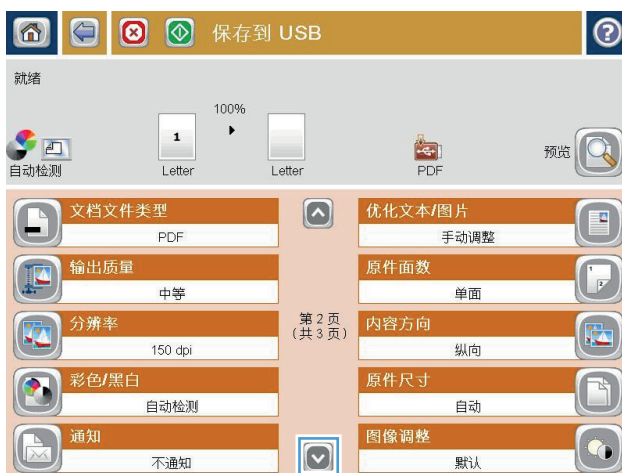 保存到 USB
?
就绪
100%
1
自动检测
Letter
Letter
PDF
预览
文档文件类型
PDF
输出质量
中等
分辨率
150 dpi
彩色/黑白
自动检测
通知
不通知
第 2 页
(共 3 页)
优化文本/图片
手动调整
原件面数
单面
1
2
内容方向
纵向
原件尺寸
自动
图像调整
默认